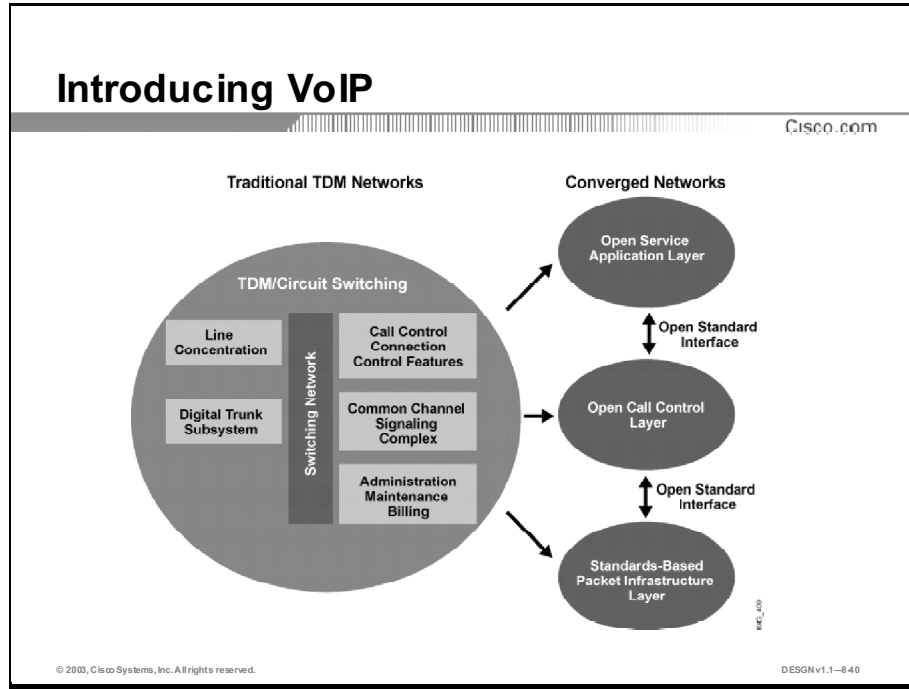 Introducing VoIP
Cisco.com
Traditional TDM Networks
Converged Networks
TDM/Circuit Switching
Line
Concentration
Digital Trunk
Subsystem
Switching Network
Call Control
Connection
Control Features
Common Channel
Signaling
Complex
Administration
Maintenance
Billing
Open Service
Application Layer
Open Standard
Interface
Open Call Control
Layer
Open Standard
Interface
Standards-Based
Packet Infrastructure
Layer
© 2003, Cisco Systems, Inc. All rights reserved.
DESGN v1.1—8-40